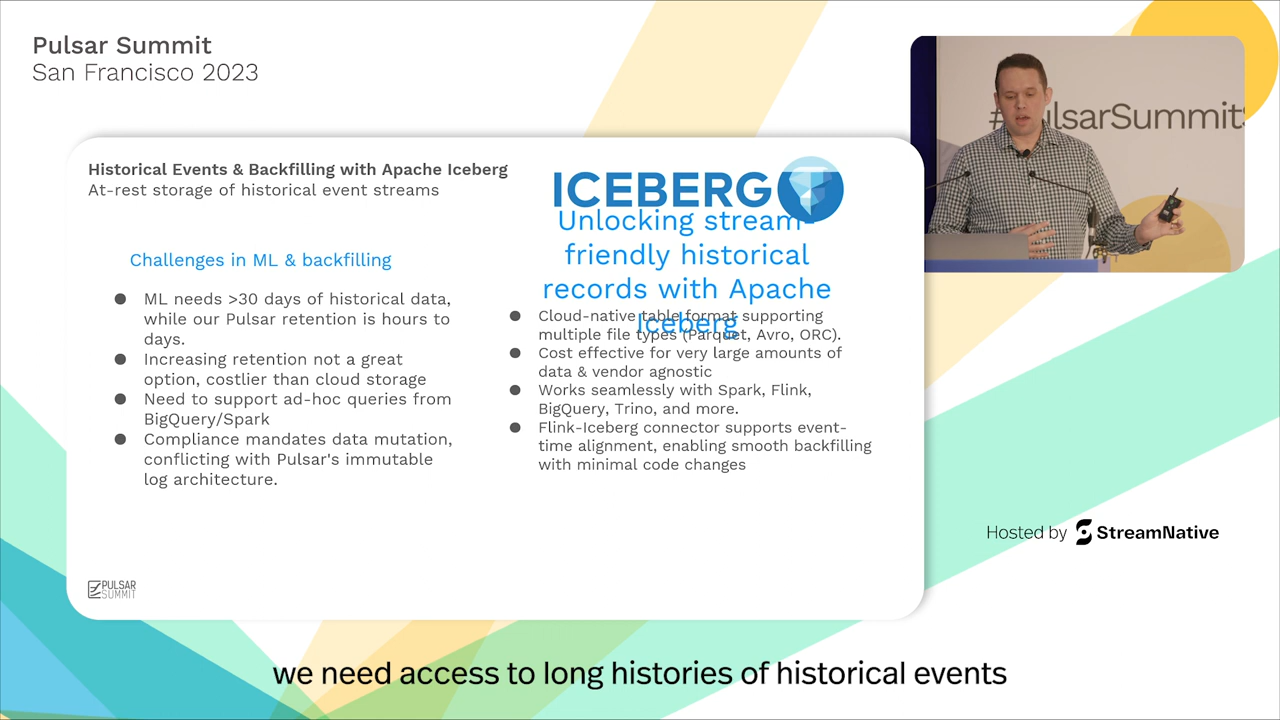 Pulsar Summit
San Francisco 2023
#PulsarSummitS
Historical Events & Backfilling with Apache Iceberg
At-rest storage of historical event streams
ICEBERG
Challenges in ML & backfilling
ML needs >30 days of historical data,
while our Pulsar retention is hours to
days.
Increasing retention not a great
option, costlier than cloud storage
Need to support ad-hoc queries from
BigQuery/Spark
Compliance mandates data mutation,
conflicting with Pulsar's immutable
log architecture.
Unlocking stream-
friendly historical
records with Apache
Iceberg
Cloud-native table format supporting
multiple file types (Parquet, Avro, ORC).
Cost effective for very large amounts of
data & vendor agnostic
Works seamlessly with Spark, Flink,
BigQuery, Trino, and more.
Flink-Iceberg connector supports event-
time alignment, enabling smooth backfilling
with minimal code changes
PULSAR
SUMMIT
Hosted by StreamNative
we need access to long histories of historical events